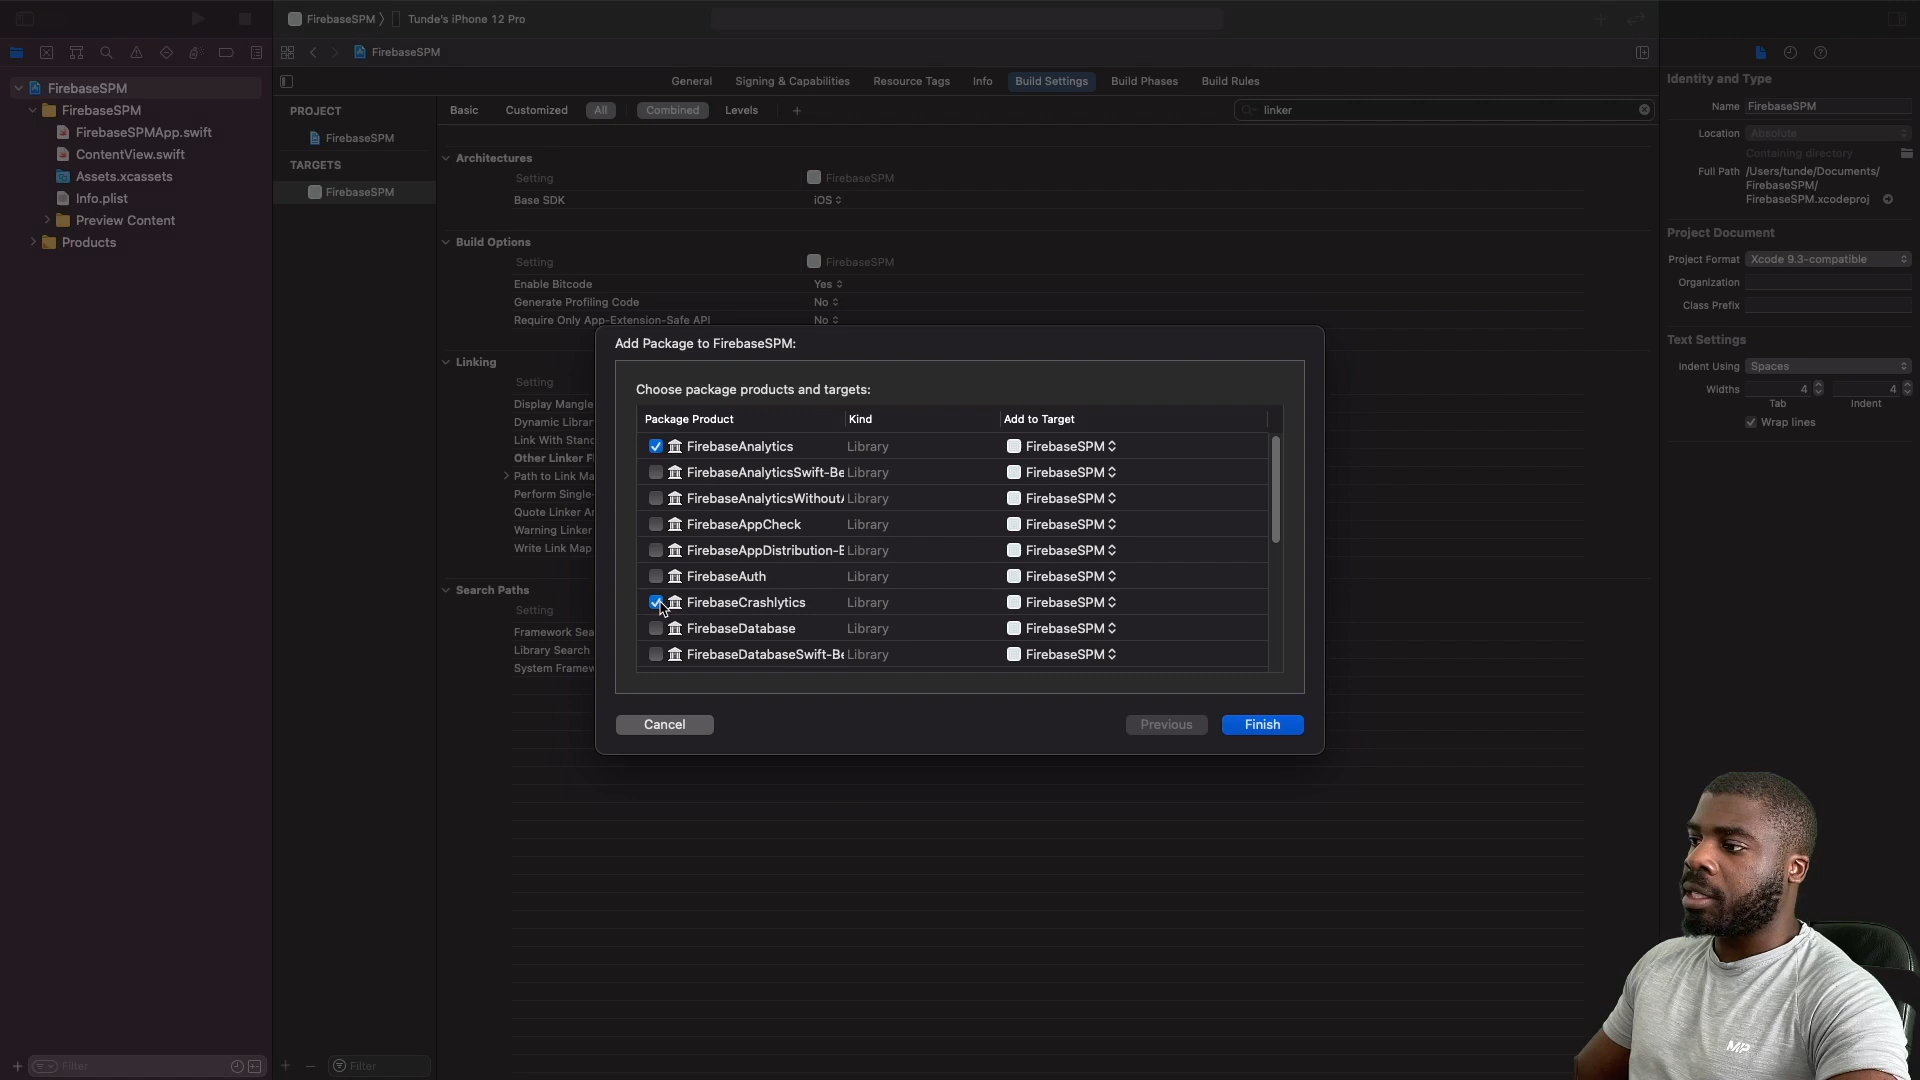 FirebaseSPM
Tunde's iPhone 12 Pro
FirebaseSPM
FirebaseSPM
FirebaseSPM
FirebaseSPMApp.swift
ContentView.swift
Assets.xcassets
Info.plist
Preview Content
Products
Filter
General
Signing & Capabilities
Resource Tags
Info
Build Settings
Build Phases
Build Rules
PROJECT
FirebaseSPM
TARGETS
FirebaseSPM
Filter
Basic
Customized
All
Combined
Levels
linker
Architectures
Setting
FirebaseSPM
Base SDK
iOS
Build Options
Setting
FirebaseSPM
Enable Bitcode
Yes
Generate Profiling Code
No
Require Only App-Extension-Safe API
No
Linking
Setting
Display Mangle
Dynamic Librar
Link With Stanc
Other Linker F
Path to Link Ma
Perform Single-
Quote Linker Ar
Warning Linker
Write Link Map
Search Paths
Setting
Framework Sea
Library Search
System Framew
Add Package to FirebaseSPM:
Choose package products and targets:
Package Product Kind Add to Target
FirebaseAnalytics Library FirebaseSPM
FirebaseAnalyticsSwift-Be Library FirebaseSPM
FirebaseAnalyticsWithoutA Library FirebaseSPM
FirebaseAppCheck Library FirebaseSPM
FirebaseAppDistribution-B Library FirebaseSPM
FirebaseAuth Library FirebaseSPM
FirebaseCrashlytics Library FirebaseSPM
FirebaseDatabase Library FirebaseSPM
FirebaseDatabaseSwift-Be Library FirebaseSPM
Cancel
Previous
Finish
Identity and Type
Name FirebaseSPM
Location Absolute
Containing directory
Full Path /Users/tunde/Documents/
FirebaseSPM/
FirebaseSPM.xcodeproj
Project Document
Project Format Xcode 9.3-compatible
Organization
Class Prefix
Text Settings
Indent Using Spaces
Widths 4 4
Tab Indent
Wrap lines
MP